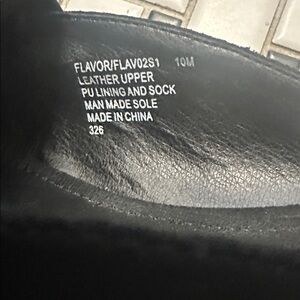 FLAVOR/FLAV02S1 10M
LEATHER UPPER
PU LINING AND SOCK
MAN MADE SOLE
MADE IN CHINA
326